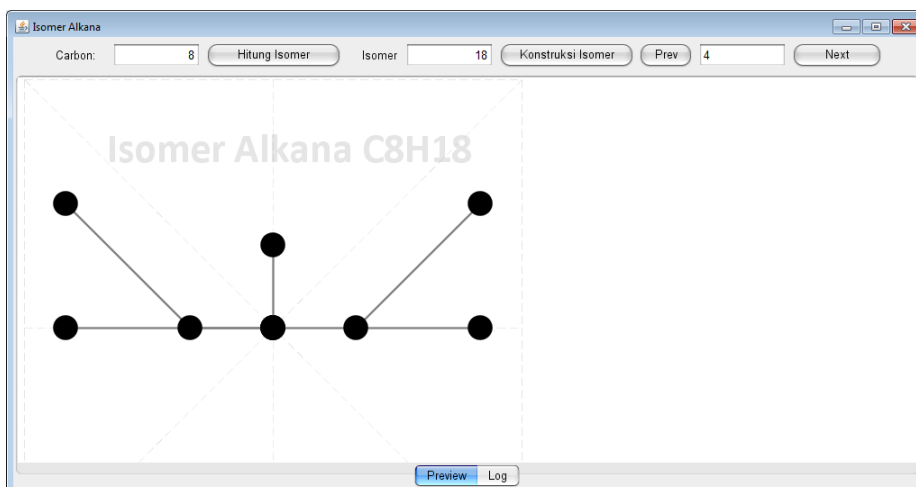 Isomer Alkana
Carbon: 8 Hitung Isomer Isomer 18 Konstruksi Isomer Prev 4 Next
Isomer Alkana C8H18
Preview Log